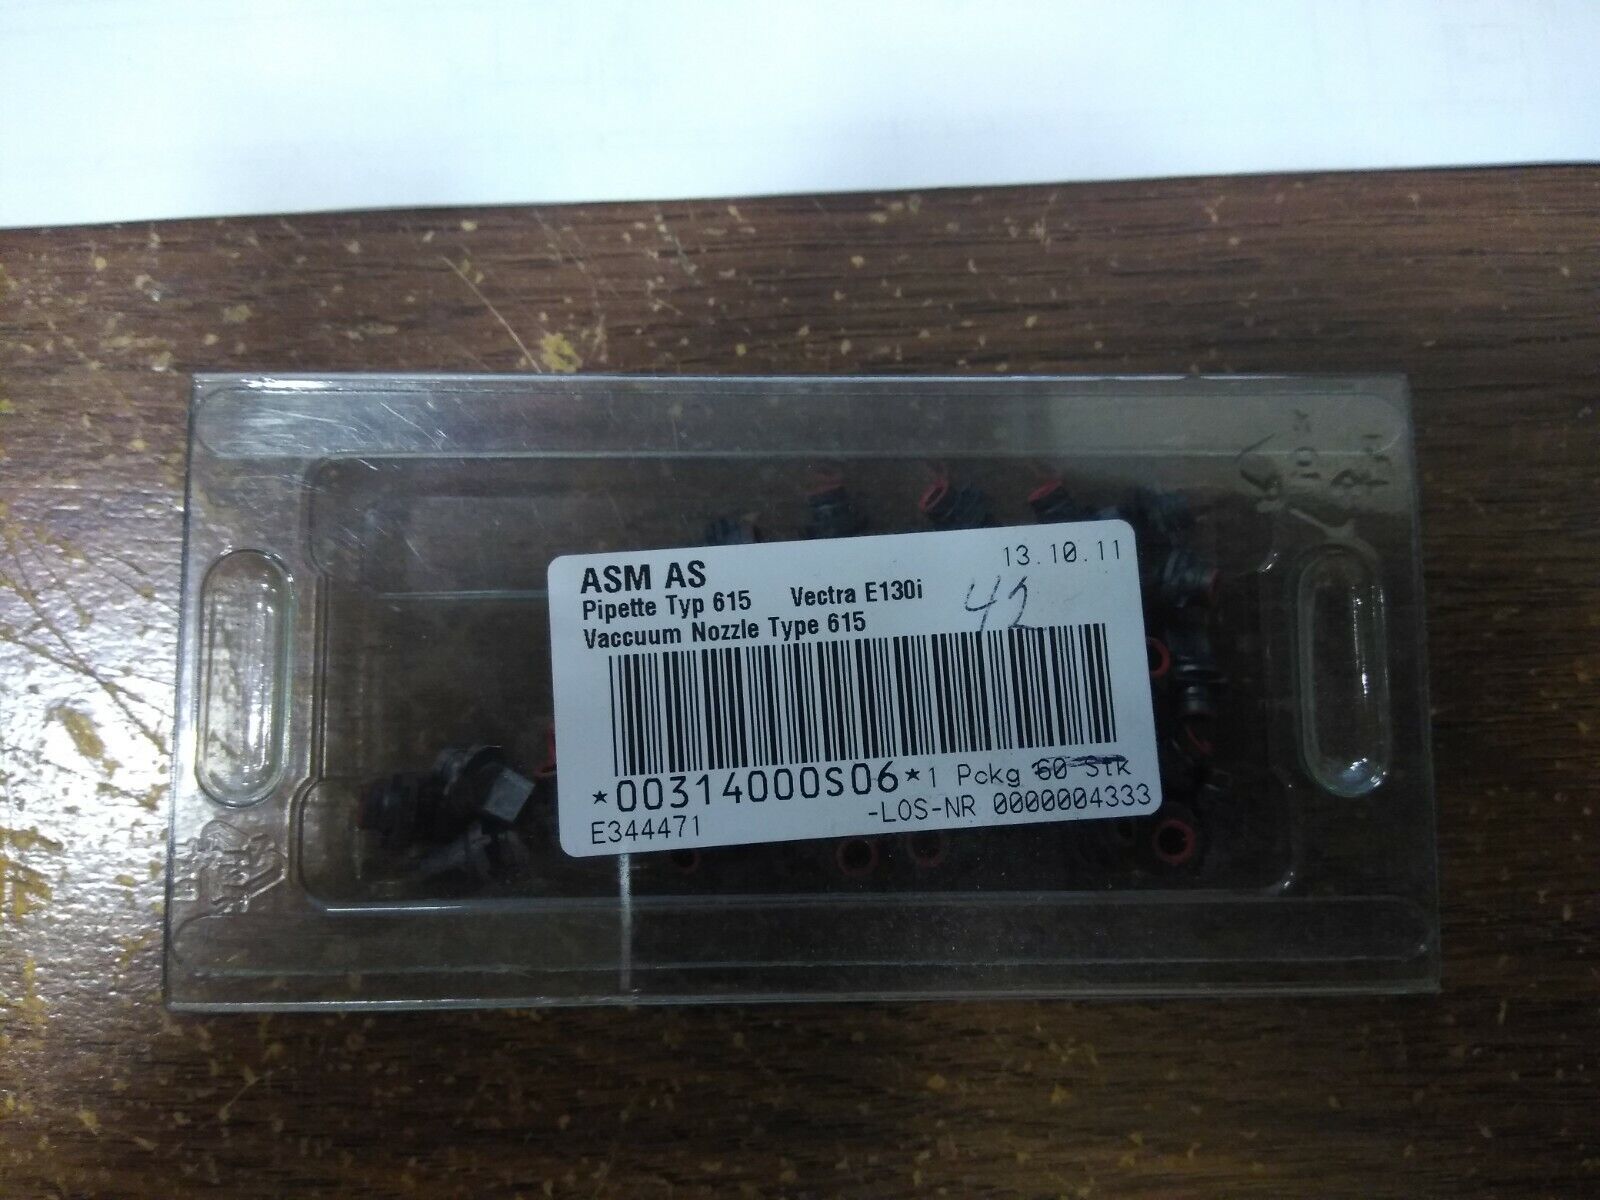 ASM AS 13.10.11
Pipette Typ 615 Vectra E130i 42
Vaccuum Nozzle Type 615
*00314000S06* 1 Pckg 60 Stk
E344471 -LOS-NR 0000004333